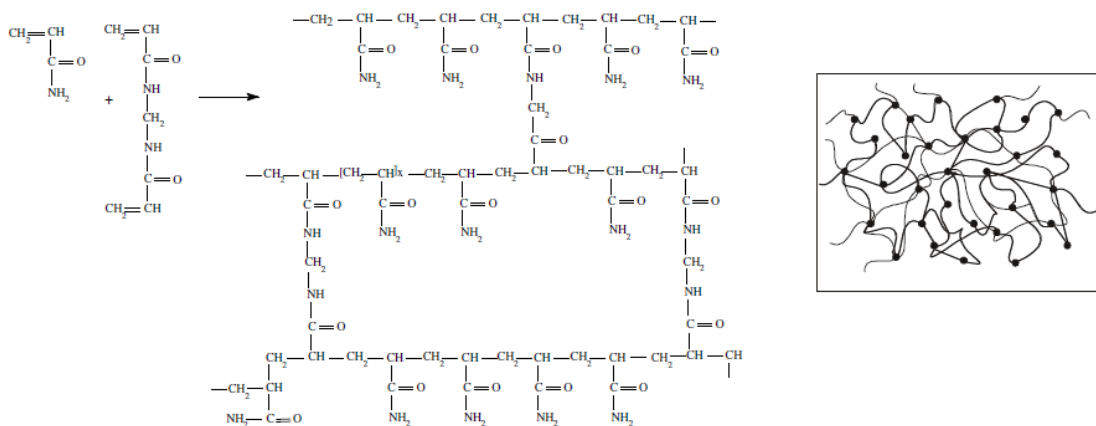 —CH2—CH—CH₂—CH—CH₂—CH—CH₂—CH—CH₂—CH—
CH₂=CH CH₂=CH
C=O C=O C=O C=O C=O
C=O C=O
NH₂ NH₂ NH NH₂ NH₂
NH₂ NH
+
CH₂
CH₂
C=O
NH
—CH₂—CH—[CH₂—CH]x—CH₂—CH—CH₂—CH—CH₂—CH—CH₂—CH
C=O
C=O C=O C=O C=O C=O
CH₂=CH
NH NH₂ NH₂ NH₂ NH
CH₂ CH₂
NH NH
C=O C=O
CH₂—CH—CH₂—CH—CH₂—CH—CH₂—CH—CH₂—CH—CH₂—CH—CH
—CH₂—CH C=O C=O C=O C=O
NH₂—C=O NH₂ NH₂ NH₂ NH₂